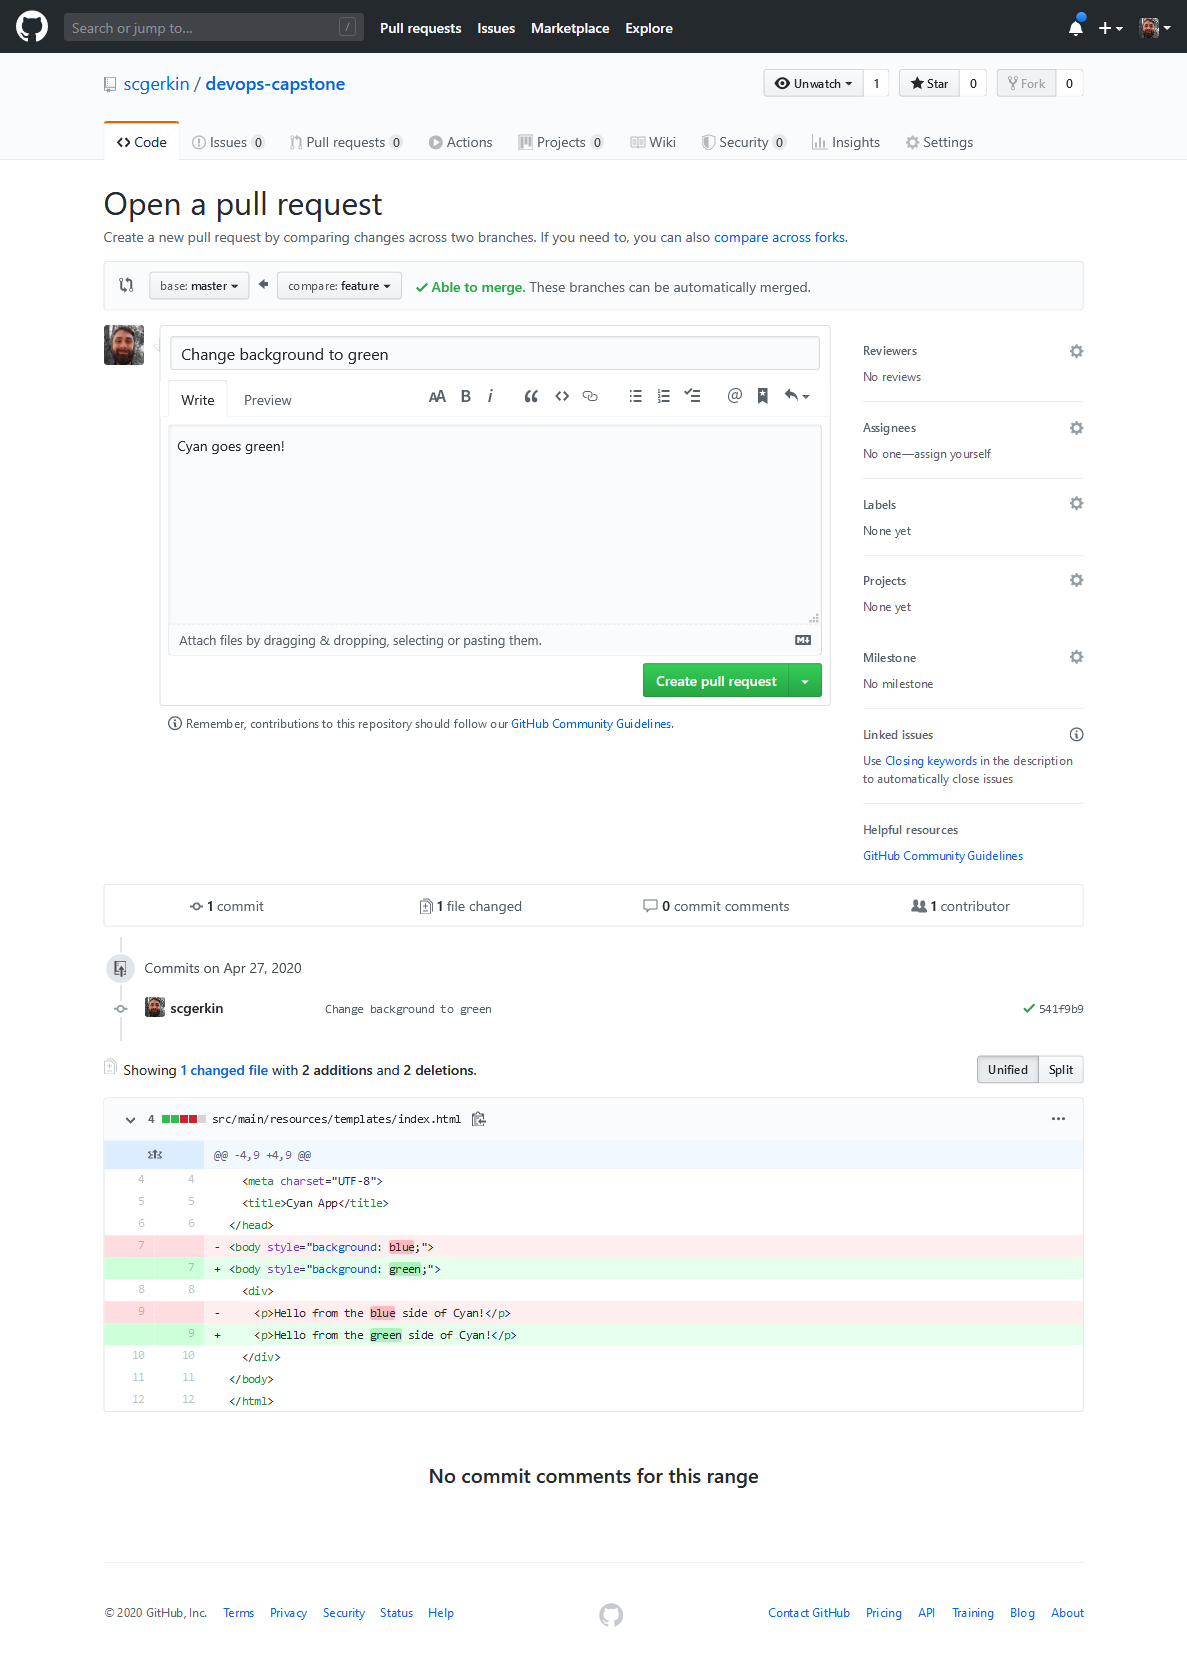 Search or jump to... / Pull requests Issues Marketplace Explore
scgerkin / devops-capstone Unwatch 1 Star 0 Fork 0
Code Issues 0 Pull requests 0 Actions Projects 0 Wiki Security 0 Insights Settings
Open a pull request
Create a new pull request by comparing changes across two branches. If you need to, you can also compare across forks.
base: master compare: feature Able to merge. These branches can be automatically merged.
Change background to green
Write Preview AA B i @
Cyan goes green!
Attach files by dragging & dropping, selecting or pasting them.
Create pull request
Remember, contributions to this repository should follow our GitHub Community Guidelines.
Reviewers
No reviews
Assignees
No one—assign yourself
Labels
None yet
Projects
None yet
Milestone
No milestone
Linked issues
Use Closing keywords in the description
to automatically close issues
Helpful resources
GitHub Community Guidelines
1 commit 1 file changed 0 commit comments 1 contributor
Commits on Apr 27, 2020
scgerkin Change background to green 541f9b9
Showing 1 changed file with 2 additions and 2 deletions. Unified Split
4 src/main/resources/templates/index.html
@@ -4,9 +4,9 @@
4 4 <meta charset="UTF-8">
5 5 <title>Cyan App</title>
6 6 </head>
7 - <body style="background: blue;">
7 + <body style="background: green;">
8 8 <div>
9 - <p>Hello from the blue side of Cyan!</p>
9 + <p>Hello from the green side of Cyan!</p>
10 10 </div>
11 11 </body>
12 12 </html>
No commit comments for this range
© 2020 GitHub, Inc. Terms Privacy Security Status Help Contact GitHub Pricing API Training Blog About